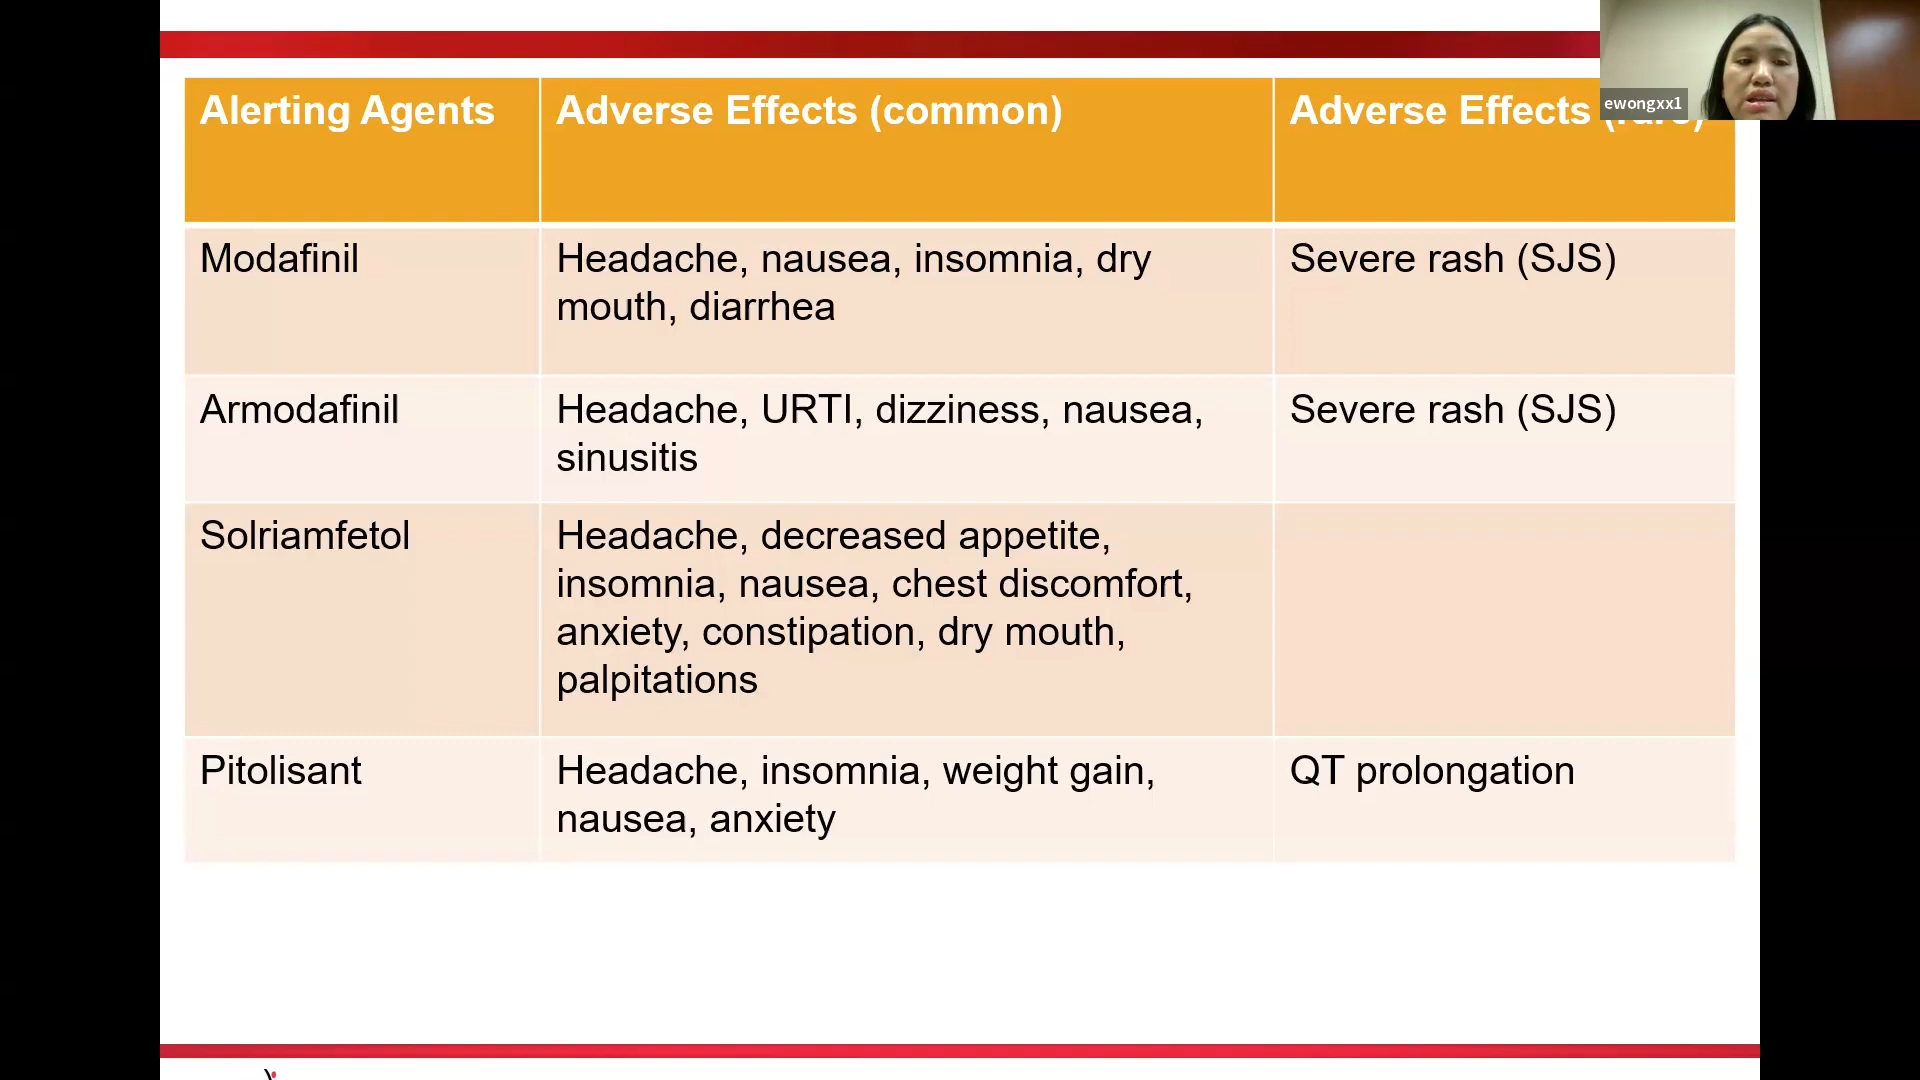 Alerting Agents
Adverse Effects (common)
Adverse Effects
ewongxx1
Modafinil
Headache, nausea, insomnia, dry
mouth, diarrhea
Severe rash (SJS)
Armodafinil
Headache, URTI, dizziness, nausea,
sinusitis
Severe rash (SJS)
Solriamfetol
Headache, decreased appetite,
insomnia, nausea, chest discomfort,
anxiety, constipation, dry mouth,
palpitations
Pitolisant
Headache, insomnia, weight gain,
nausea, anxiety
QT prolongation